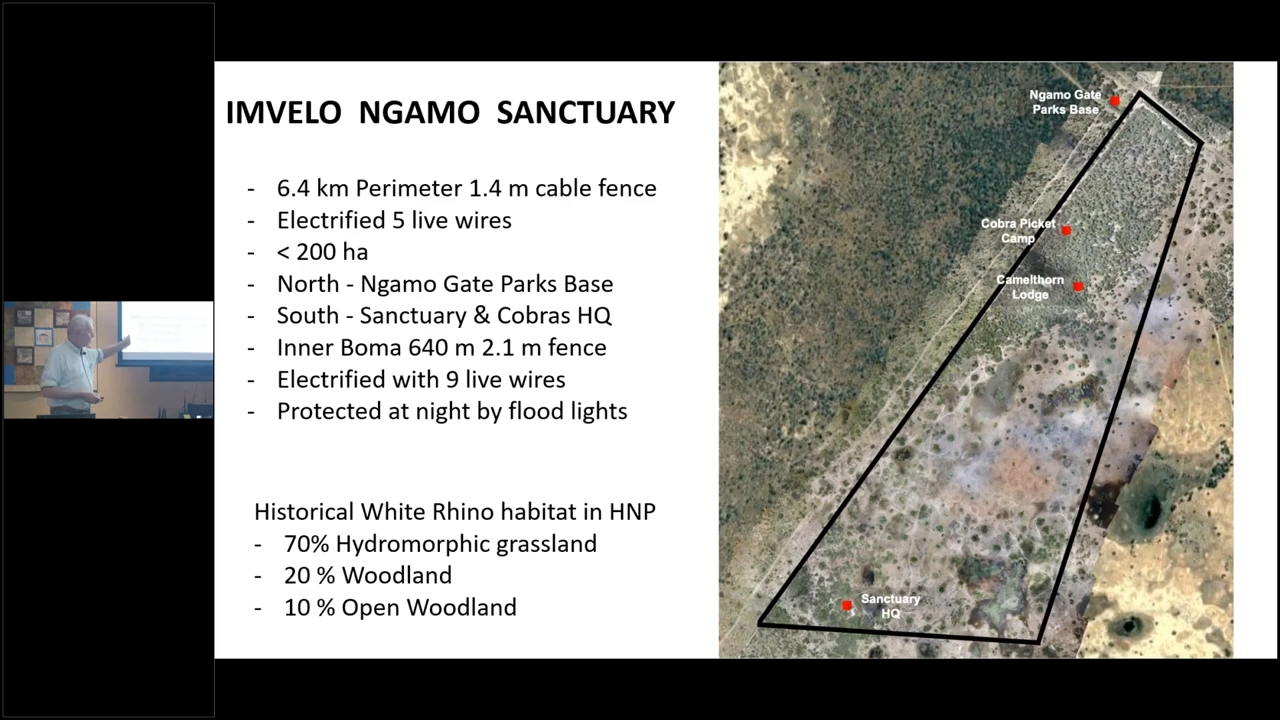 IMVELO NGAMO SANCTUARY
- 6.4 km Perimeter 1.4 m cable fence
- Electrified 5 live wires
- < 200 ha
- North - Ngamo Gate Parks Base
- South - Sanctuary & Cobras HQ
- Inner Boma 640 m 2.1 m fence
- Electrified with 9 live wires
- Protected at night by flood lights
Historical White Rhino habitat in HNP
- 70% Hydromorphic grassland
- 20 % Woodland
- 10 % Open Woodland
Ngamo Gate
Parks Base
Cobra Picket
Camp
Camelthorn
Lodge
Sanctuary
HQ